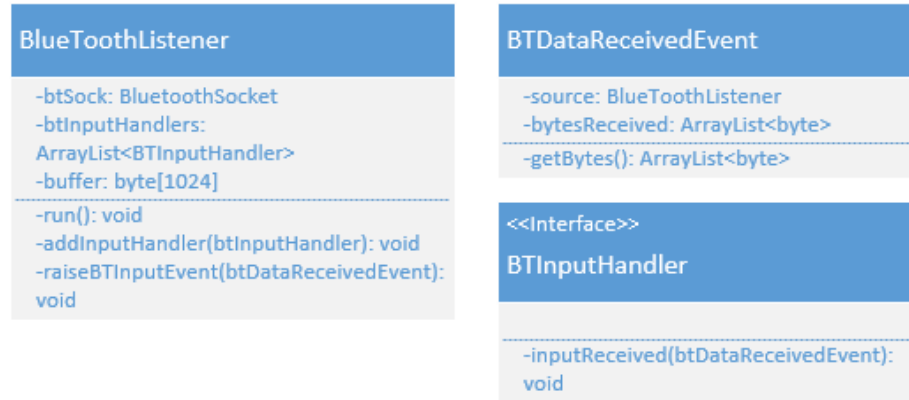 BlueToothListener
-btSock: BluetoothSocket
-btInputHandlers:
ArrayList<BTInputHandler>
-buffer: byte[1024]
-run(): void
-addInputHandler(btInputHandler): void
-raiseBTInputEvent(btDataReceivedEvent):
void
BTDataReceivedEvent
-source: BlueToothListener
-bytesReceived: ArrayList<byte>
-getBytes(): ArrayList<byte>
<<Interface>>
BTInputHandler
-inputReceived(btDataReceivedEvent):
void